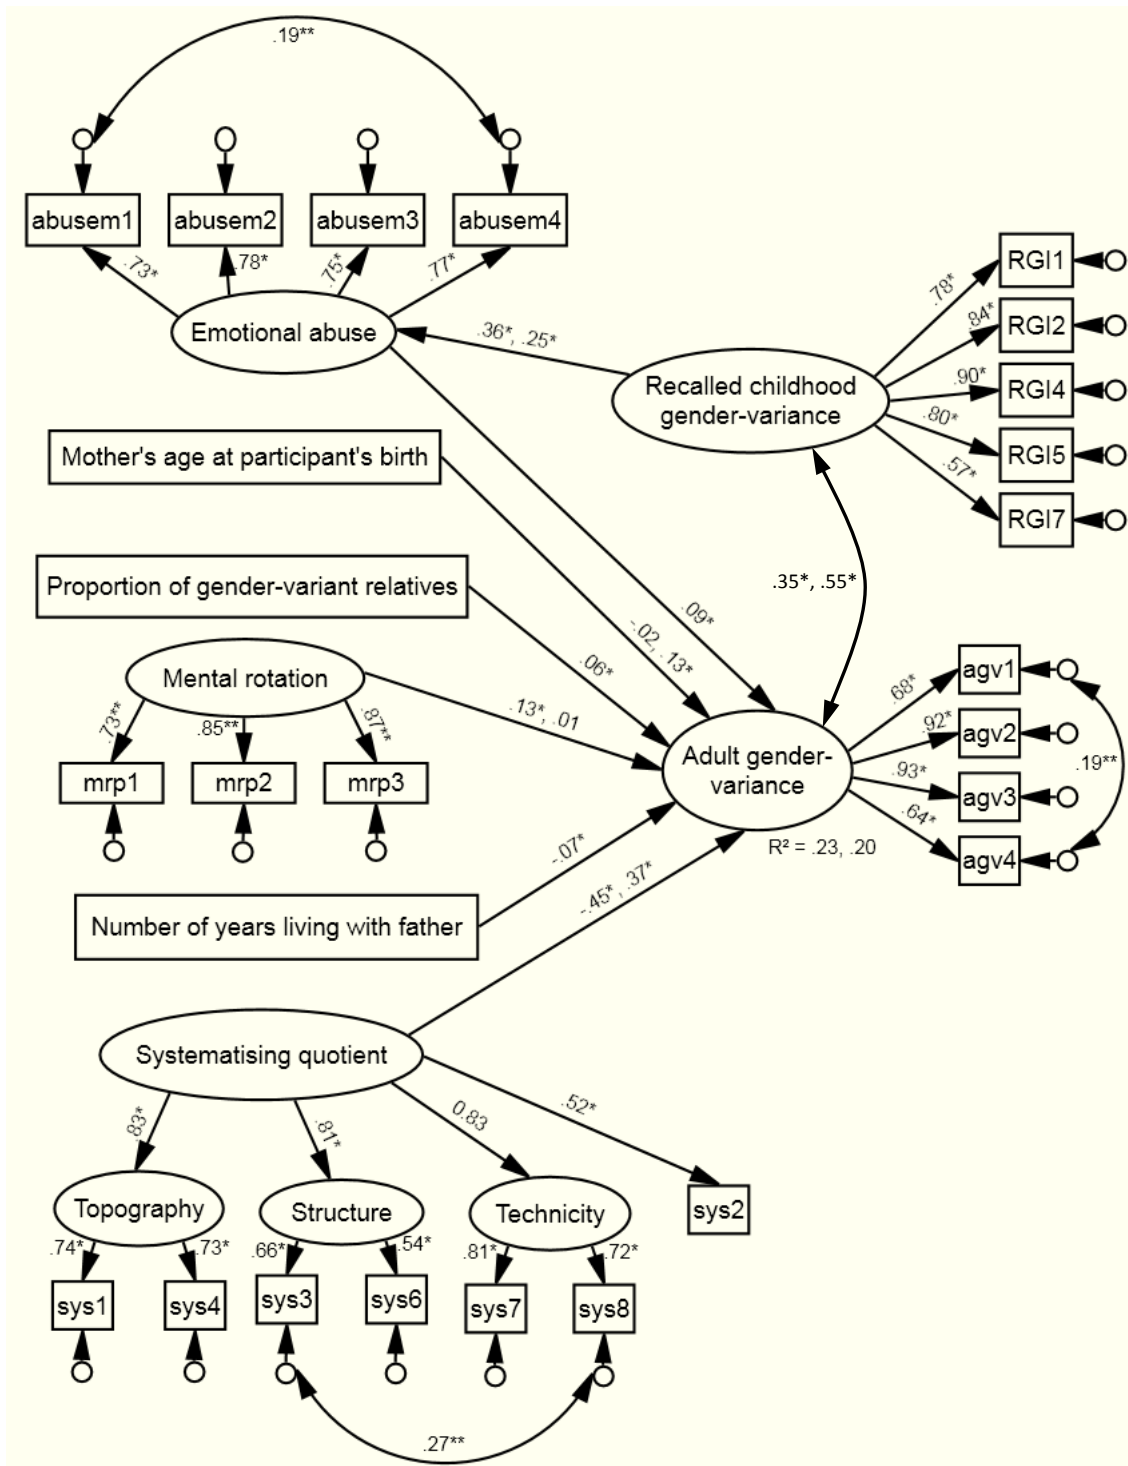 .19**
abusem1
abusem2
abusem3
abusem4
.73*
.78*
.75*
.77*
Emotional abuse
.36*, .25*
Recalled childhood
gender-variance
.78*
.84*
.90*
.80*
.57*
RGI1
RGI2
RGI4
RGI5
RGI7
Mother's age at participant's birth
Proportion of gender-variant relatives
.35*, .55*
.09*
-.02, .13*
.06*
Mental rotation
.13*, .01
.73**
.85**
.87**
mrp1
mrp2
mrp3
Adult gender-
variance
R² = .23, .20
.68*
.92*
.93*
.64*
agv1
agv2
agv3
agv4
.19**
-.07*
-.45*, .37*
Number of years living with father
Systematising quotient
.83*
.81*
0.83
.52*
Topography
Structure
Technicity
sys2
.74*
.73*
.66*
.54*
.81*
.72*
sys1
sys4
sys3
sys6
sys7
sys8
.27**